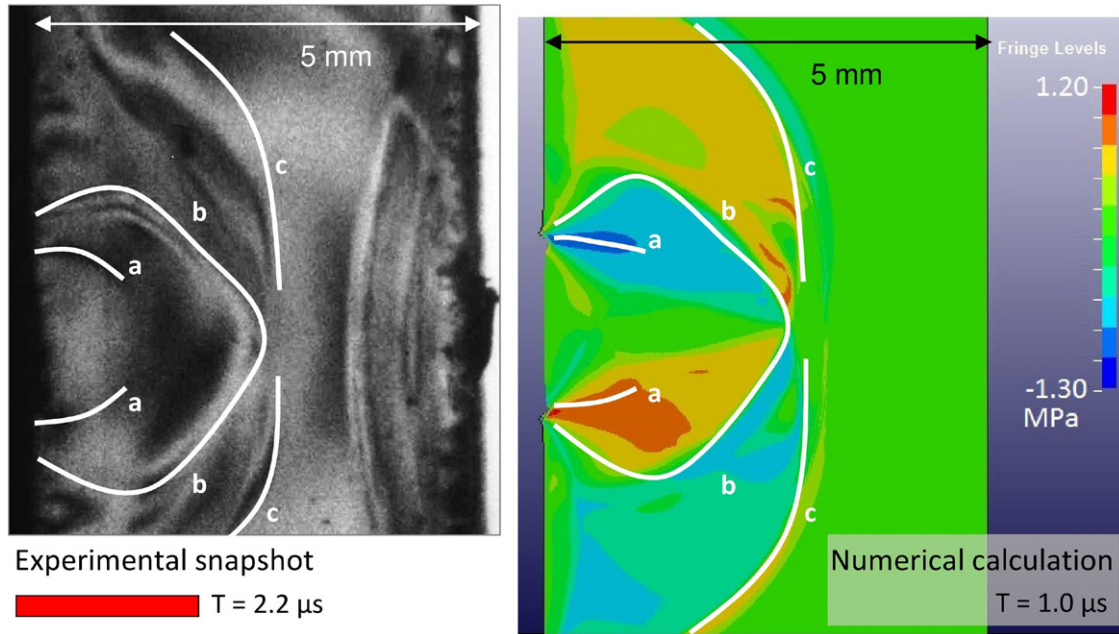 5 mm
c
b
a
a
b
c
Experimental snapshot
T = 2.2 µs
5 mm
Fringe Levels
1.20
-1.30
MPa
c
b
a
a
b
c
Numerical calculation
T = 1.0 µs